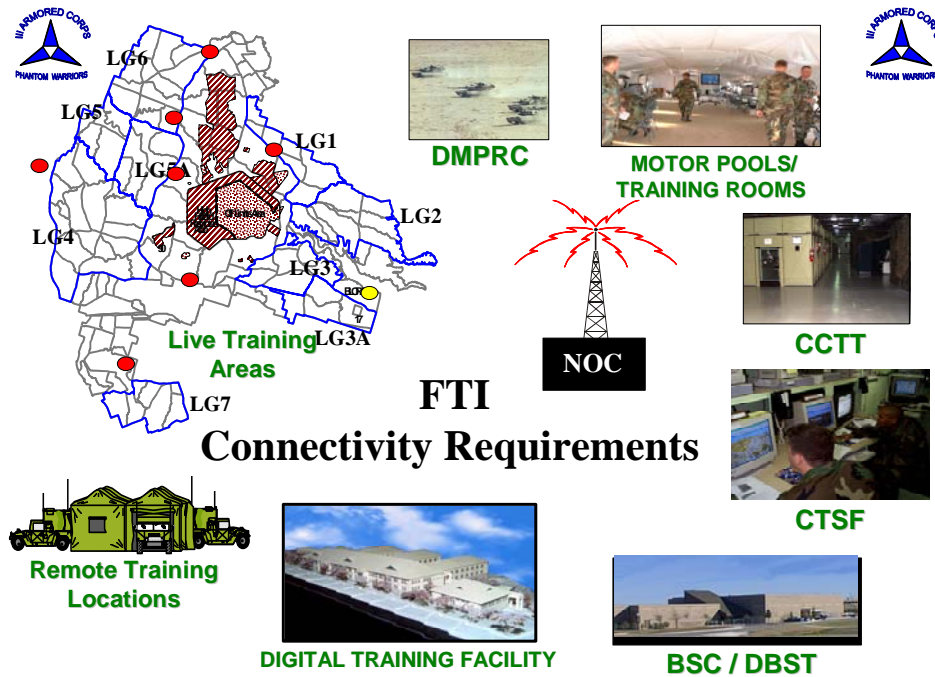 III ARMORED CORPS
PHANTOM WARRIORS
III ARMORED CORPS
PHANTOM WARRIORS
LG6
LG5
LG1
LG5A
LG2
LG4
LG3
LG3A
LG7
Live Training
Areas
DMPRC
MOTOR POOLS/
TRAINING ROOMS
NOC
CCTT
FTI
Connectivity Requirements
CTSF
Remote Training
Locations
DIGITAL TRAINING FACILITY
BSC / DBST